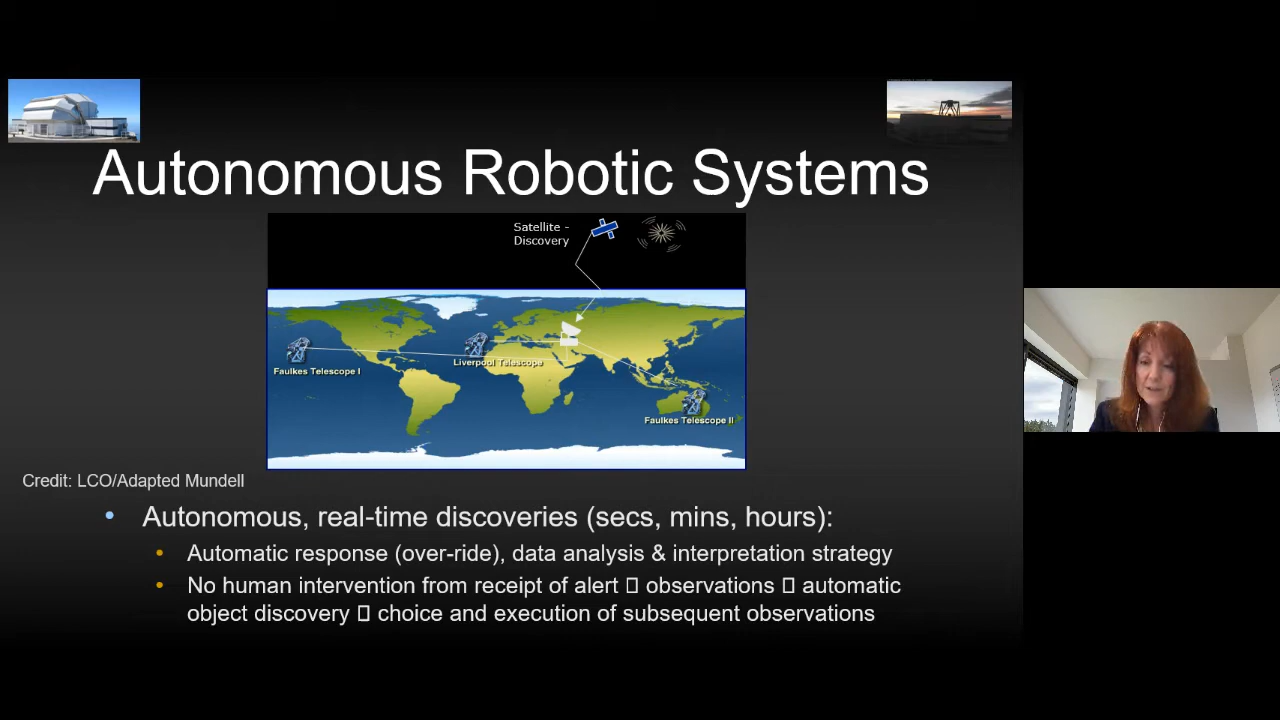 Autonomous Robotic Systems
Satellite -
Discovery
Faulkes Telescope I
Liverpool Telescope
Faulkes Telescope II
Credit: LCO/Adapted Mundell
• Autonomous, real-time discoveries (secs, mins, hours):
• Automatic response (over-ride), data analysis & interpretation strategy
• No human intervention from receipt of alert ▯ observations ▯ automatic
object discovery ▯ choice and execution of subsequent observations